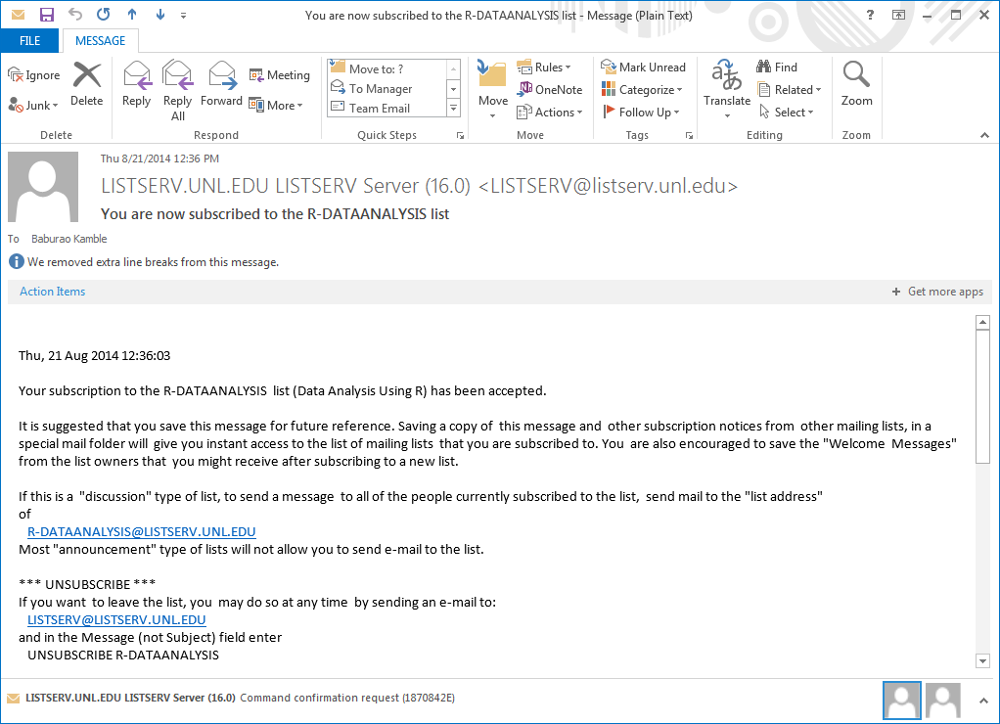 You are now subscribed to the R-DATAANALYSIS list - Message (Plain Text)
?
FILE
MESSAGE
Ignore
Junk
Delete
Delete
Reply
Reply All
Forward
Meeting
More
Respond
Move to: ?
To Manager
Team Email
Quick Steps
Move
Rules
OneNote
Actions
Move
Mark Unread
Categorize
Follow Up
Tags
Translate
Find
Related
Select
Editing
Zoom
Zoom
Thu 8/21/2014 12:36 PM
LISTSERV.UNL.EDU LISTSERV Server (16.0) <LISTSERV@listserv.unl.edu>
You are now subscribed to the R-DATAANALYSIS list
To Baburao Kamble
We removed extra line breaks from this message.
Action Items
+ Get more apps
Thu, 21 Aug 2014 12:36:03
Your subscription to the R-DATAANALYSIS list (Data Analysis Using R) has been accepted.
It is suggested that you save this message for future reference. Saving a copy of this message and other subscription notices from other mailing lists, in a
special mail folder will give you instant access to the list of mailing lists that you are subscribed to. You are also encouraged to save the "Welcome Messages"
from the list owners that you might receive after subscribing to a new list.
If this is a "discussion" type of list, to send a message to all of the people currently subscribed to the list, send mail to the "list address"
of
R-DATAANALYSIS@LISTSERV.UNL.EDU
Most "announcement" type of lists will not allow you to send e-mail to the list.
*** UNSUBSCRIBE ***
If you want to leave the list, you may do so at any time by sending an e-mail to:
LISTSERV@LISTSERV.UNL.EDU
and in the Message (not Subject) field enter
UNSUBSCRIBE R-DATAANALYSIS
LISTSERV.UNL.EDU LISTSERV Server (16.0) Command confirmation request (1870842E)